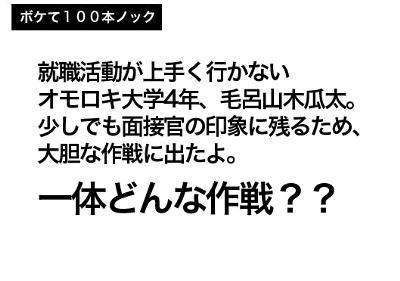 ボケて１００本ノック
就職活動が上手く行かない
オモロキ大学4年、毛呂山木瓜太。
少しでも面接官の印象に残るため、
大胆な作戦に出たよ。
一体どんな作戦？？